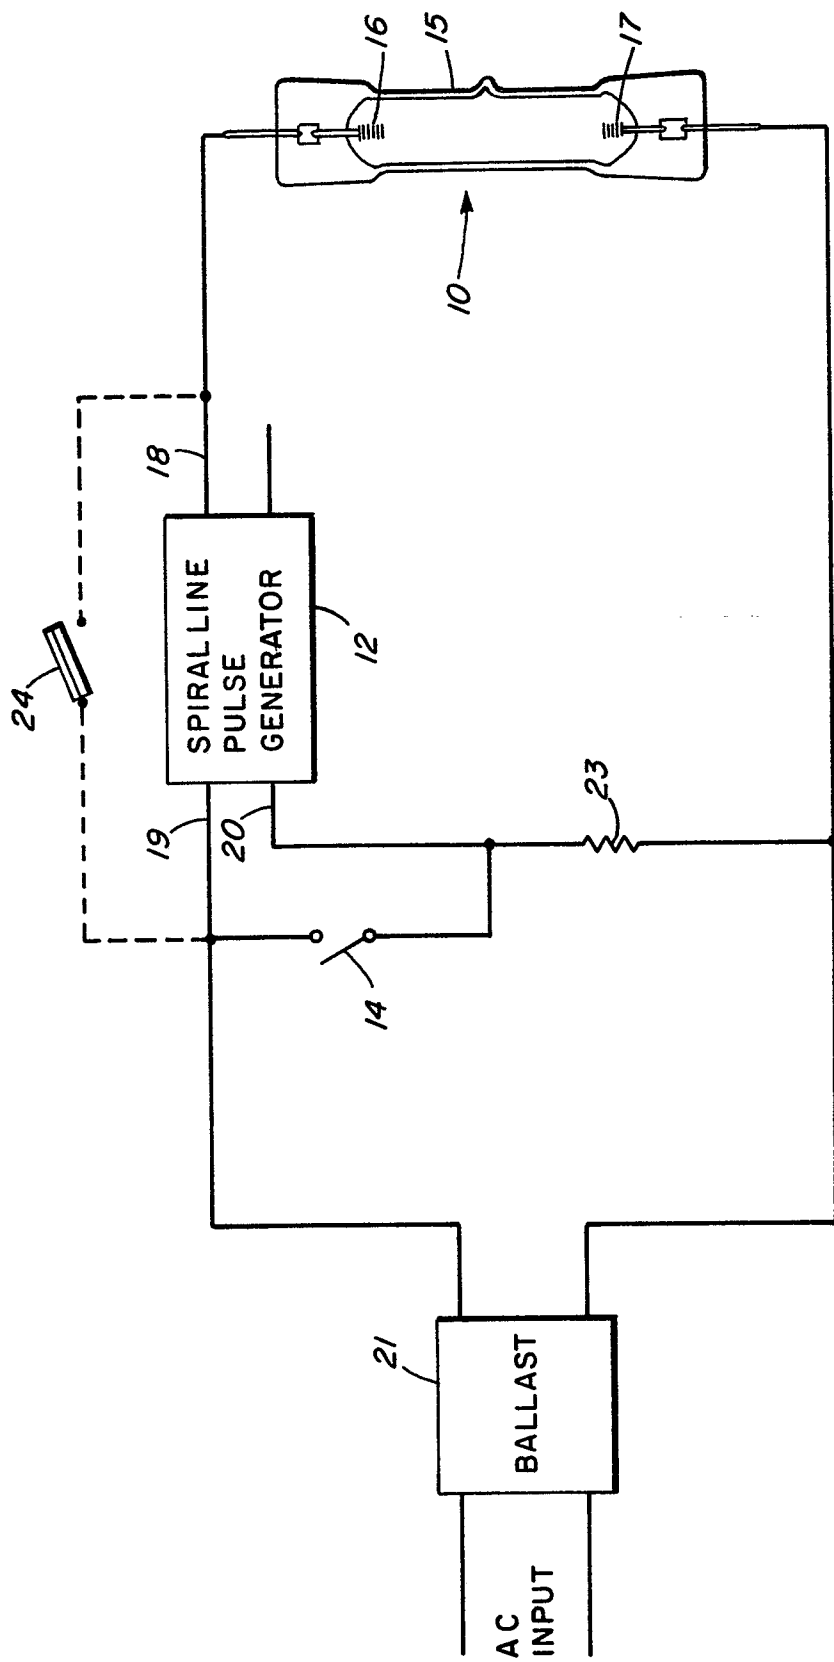 24
18
16
15
17
10
19
20
SPIRAL LINE
PULSE
GENERATOR
12
14
23
21
BALLAST
AC
INPUT